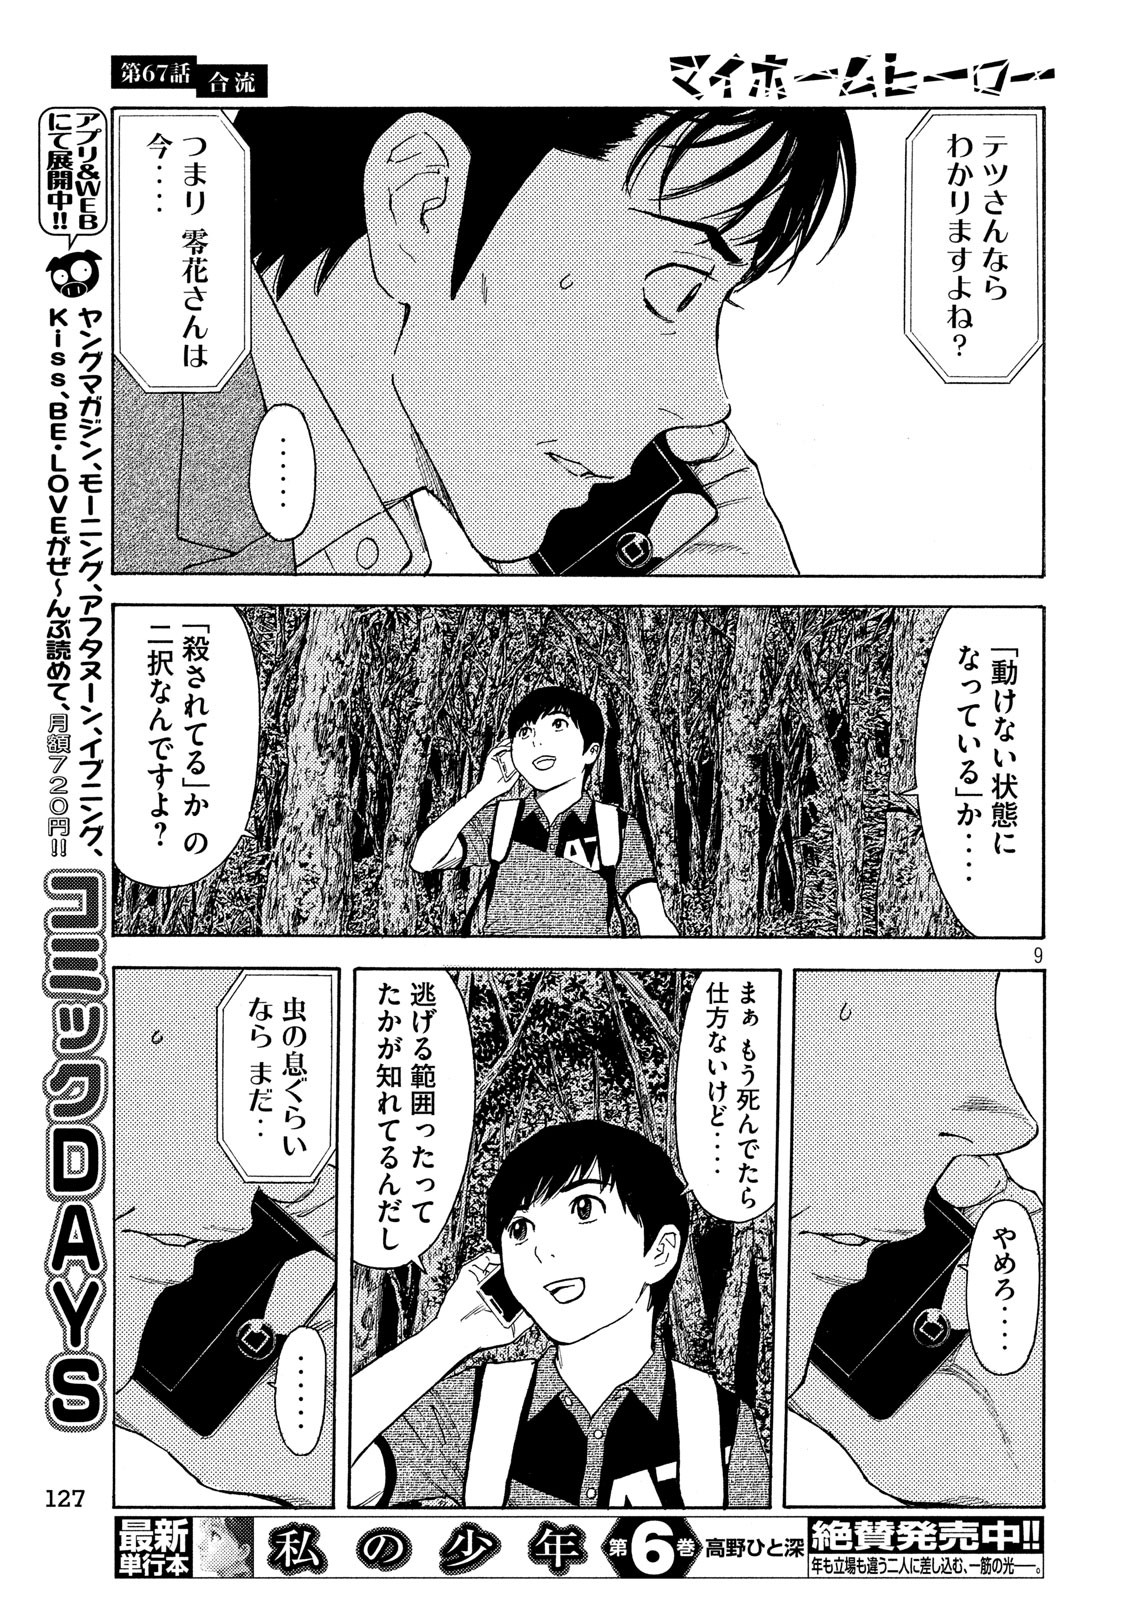 第67話
合流
マイホームヒーロー
テツさんなら
わかりますよね？
つまり 零花さんは
今‥‥
‥‥‥
「動けない状態に
なっている」か‥‥
「殺されてる」か の
二択なんですよ？
9
やめろ‥‥
まぁ もう死んでたら
仕方ないけど‥‥
逃げる範囲ったって
たかが知れてるんだし
虫の息ぐらい
なら まだ‥
‥‥‥
アプリ&WEB
にて展開中!!
ヤングマガジン、モーニング、アフタヌーン、イブニング、
Kiss、BE・LOVEがぜ〜んぶ読めて、月額720円!!
コミックDAYS
127
最新
単行本
私の少年
第6巻
高野ひと深
絶賛発売中!!
年も立場も違う二人に差し込む、一筋の光――。